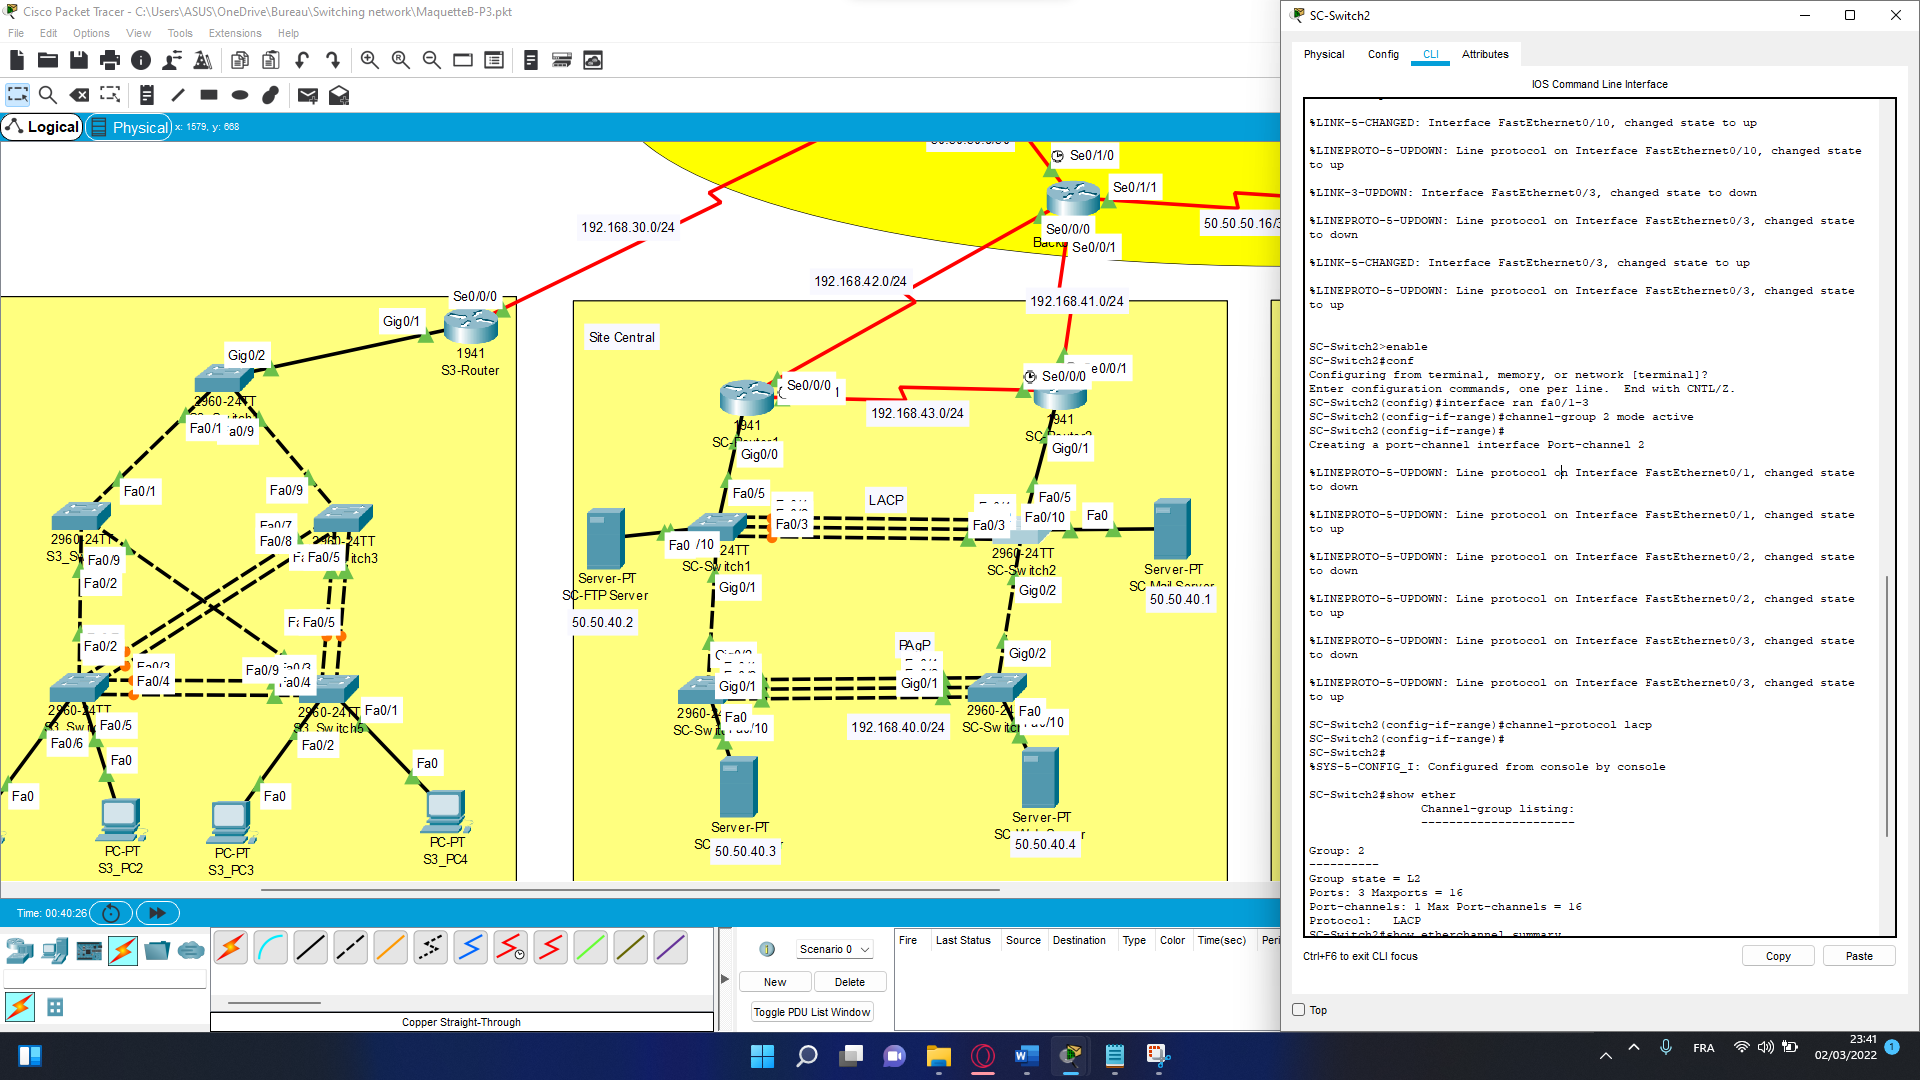 Cisco Packet Tracer - C:\Users\ASUS\OneDrive\Bureau\Switching network\MaquetteB-P3.pkt
File Edit Options View Tools Extensions Help
Logical
Physical
x: 1579, y: 668
Se0/1/0
Se0/1/1
192.168.30.0/24
50.50.50.16/3
Se0/0/0
Se0/0/1
192.168.42.0/24
192.168.41.0/24
Se0/0/0
Gig0/1
1941
S3-Router
Gig0/2
2960-24TT
Fa0/1
Fa0/9
Fa0/1
Fa0/9
Fa0/7
Fa0/8
Fa0/5
2960-24TT
Fa0/9
Fa0/2
Fa0/5
Fa0/2
Fa0/3
Fa0/4
Fa0/9
Fa0/3
Fa0/4
2960-24TT
Fa0/5
Fa0/6
2960-24TT
S3_Switch5
Fa0/1
Fa0/2
Fa0
Fa0
Fa0
Fa0
PC-PT
S3_PC2
PC-PT
S3_PC3
PC-PT
S3_PC4
Site Central
Se0/0/0
1941
192.168.43.0/24
Se0/0/0
e0/0/1
1941
Gig0/0
Gig0/1
Fa0/5
Fa0/3
LACP
Fa0/3
Fa0/5
Fa0/10
Fa0
Fa0
/10
24TT
SC-Switch1
2960-24TT
SC-Switch2
Server-PT
SC-FTP Server
50.50.40.2
Server-PT
SC Mail Server
50.50.40.1
Gig0/1
Gig0/2
PAgP
Gig0/2
Gig0/1
Gig0/1
192.168.40.0/24
Fa0
Fa0/10
Fa0
Server-PT
50.50.40.3
Server-PT
50.50.40.4
Time: 00:40:26
Copper Straight-Through
Scenario 0
New
Delete
Toggle PDU List Window
Fire Last Status Source Destination Type Color Time(sec) Peri
SC-Switch2
Physical Config CLI Attributes
IOS Command Line Interface
%LINK-5-CHANGED: Interface FastEthernet0/10, changed state to up
%LINEPROTO-5-UPDOWN: Line protocol on Interface FastEthernet0/10, changed state
to up
%LINK-3-UPDOWN: Interface FastEthernet0/3, changed state to down
%LINEPROTO-5-UPDOWN: Line protocol on Interface FastEthernet0/3, changed state
to down
%LINK-5-CHANGED: Interface FastEthernet0/3, changed state to up
%LINEPROTO-5-UPDOWN: Line protocol on Interface FastEthernet0/3, changed state
to up
SC-Switch2>enable
SC-Switch2#conf
Configuring from terminal, memory, or network [terminal]?
Enter configuration commands, one per line. End with CNTL/Z.
SC-Switch2(config)#interface ran fa0/1-3
SC-Switch2(config-if-range)#channel-group 2 mode active
SC-Switch2(config-if-range)#
Creating a port-channel interface Port-channel 2
%LINEPROTO-5-UPDOWN: Line protocol on Interface FastEthernet0/1, changed state
to down
%LINEPROTO-5-UPDOWN: Line protocol on Interface FastEthernet0/1, changed state
to up
%LINEPROTO-5-UPDOWN: Line protocol on Interface FastEthernet0/2, changed state
to down
%LINEPROTO-5-UPDOWN: Line protocol on Interface FastEthernet0/2, changed state
to up
%LINEPROTO-5-UPDOWN: Line protocol on Interface FastEthernet0/3, changed state
to down
%LINEPROTO-5-UPDOWN: Line protocol on Interface FastEthernet0/3, changed state
to up
SC-Switch2(config-if-range)#channel-protocol lacp
SC-Switch2(config-if-range)#
SC-Switch2#
%SYS-5-CONFIG_I: Configured from console by console
SC-Switch2#show ether
Channel-group listing:
----------------------
Group: 2
----------
Group state = L2
Ports: 3 Maxports = 16
Port-channels: 1 Max Port-channels = 16
Protocol: LACP
SC-Switch2#show etherchannel summary
Ctrl+F6 to exit CLI focus
Copy
Paste
Top
FRA
23:41
02/03/2022
1